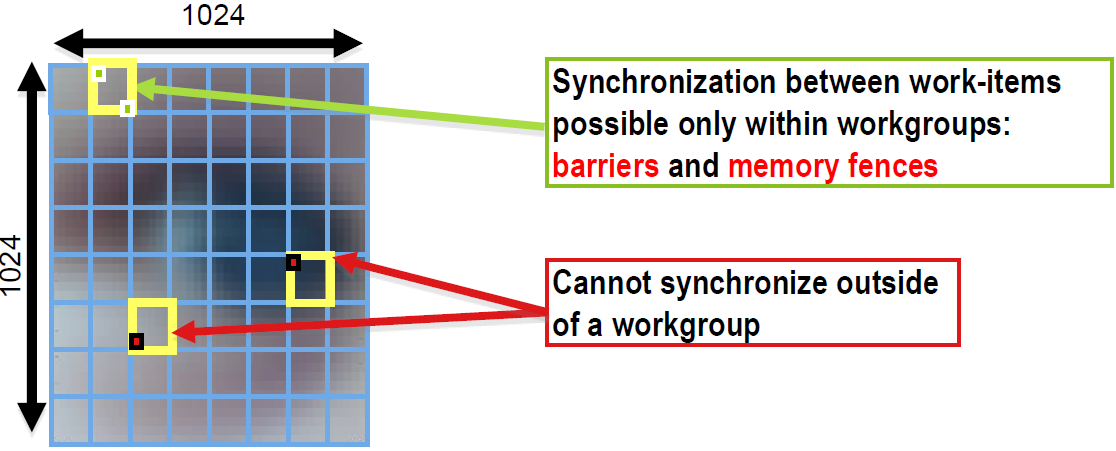 1024
1024
Synchronization between work-items
possible only within workgroups:
barriers and memory fences
Cannot synchronize outside
of a workgroup